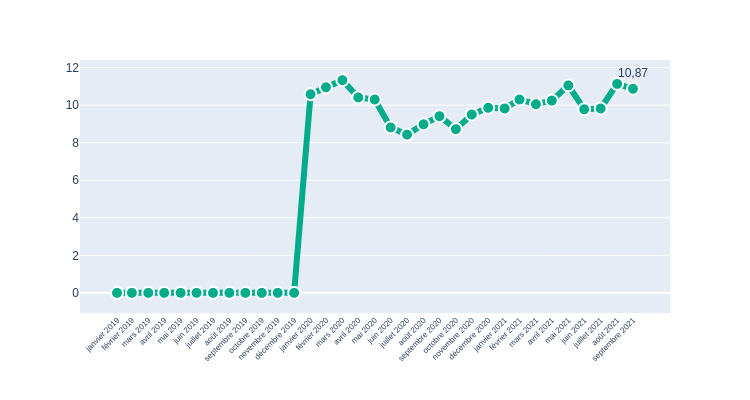 12
10,87
10
8
6
4
2
0
janvier 2019
février 2019
mars 2019
avril 2019
mai 2019
juin 2019
juillet 2019
août 2019
septembre 2019
octobre 2019
novembre 2019
décembre 2019
janvier 2020
février 2020
mars 2020
avril 2020
mai 2020
juin 2020
juillet 2020
août 2020
septembre 2020
octobre 2020
novembre 2020
décembre 2020
janvier 2021
février 2021
mars 2021
avril 2021
mai 2021
juin 2021
juillet 2021
août 2021
septembre 2021